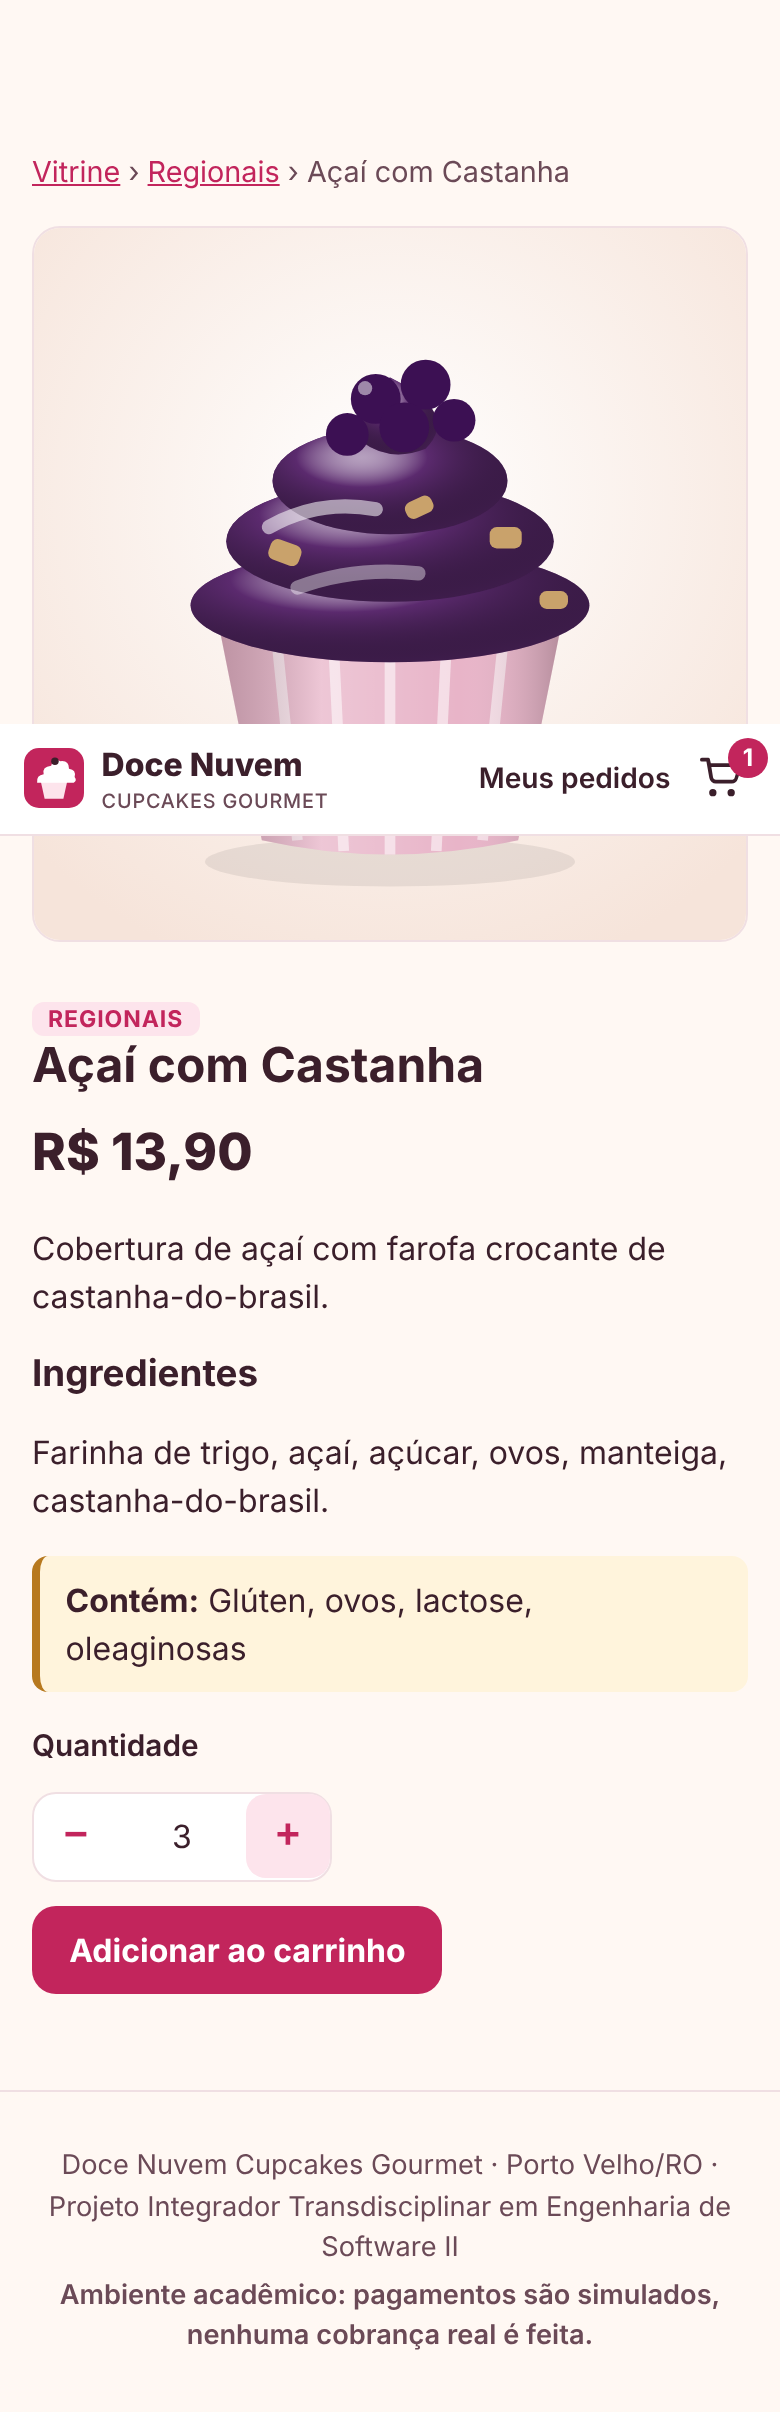 Vitrine › Regionais › Açaí com Castanha
Doce Nuvem
CUPCAKES GOURMET
Meus pedidos
1
REGIONAIS
Açaí com Castanha
R$ 13,90
Cobertura de açaí com farofa crocante de
castanha-do-brasil.
Ingredientes
Farinha de trigo, açaí, açúcar, ovos, manteiga,
castanha-do-brasil.
Contém: Glúten, ovos, lactose,
oleaginosas
Quantidade
− 3 +
Adicionar ao carrinho
Doce Nuvem Cupcakes Gourmet · Porto Velho/RO ·
Projeto Integrador Transdisciplinar em Engenharia de
Software II
Ambiente acadêmico: pagamentos são simulados,
nenhuma cobrança real é feita.